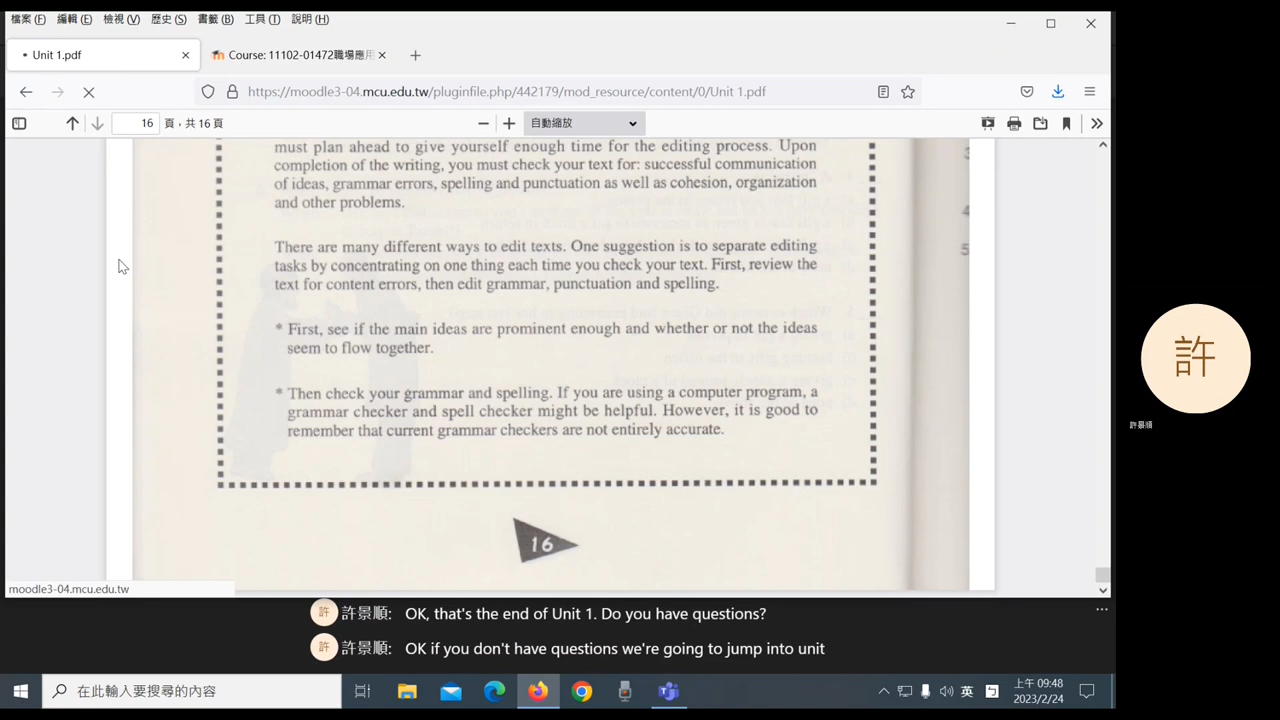 檔案(F) 編輯(E) 檢視(V) 歷史(S) 書籤(B) 工具(T) 說明(H)
Unit 1.pdf
Course: 11102-01472職場應用
https://moodle3-04.mcu.edu.tw/pluginfile.php/442179/mod_resource/content/0/Unit 1.pdf
16 頁，共 16 頁
自動縮放
must plan ahead to give yourself enough time for the editing process. Upon
completion of the writing, you must check your text for: successful communication
of ideas, grammar errors, spelling and punctuation as well as cohesion, organization
and other problems.
There are many different ways to edit texts. One suggestion is to separate editing
tasks by concentrating on one thing each time you check your text. First, review the
text for content errors, then edit grammar, punctuation and spelling.
* First, see if the main ideas are prominent enough and whether or not the ideas
seem to flow together.
* Then check your grammar and spelling. If you are using a computer program, a
grammar checker and spell checker might be helpful. However, it is good to
remember that current grammar checkers are not entirely accurate.
4
5
16
moodle3-04.mcu.edu.tw
許
許景順
許 許景順: OK, that's the end of Unit 1. Do you have questions?
許 許景順: OK if you don't have questions we're going to jump into unit
在此輸入要搜尋的內容
英
上午 09:48
2023/2/24